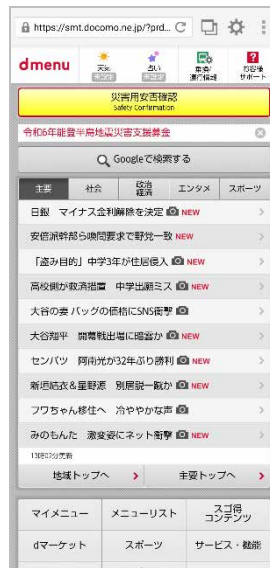 https://smt.docomo.ne.jp/?prd...
dmenu
天気
未設定
占い
未設定
乗換/
運行情報
お客様
サポート
災害用安否確認
Safety Confirmation
令和6年能登半島地震災害支援募金
Googleで検索する
主要
社会
政治
経済
エンタメ
スポーツ
日銀 マイナス金利解除を決定 NEW
安倍派幹部ら喚問要求で野党一致 NEW
「盗み目的」中学3年が住居侵入 NEW
高校側が救済措置 中学出願ミス NEW
大谷の妻 バッグの価格にSNS衝撃
大谷翔平 開幕戦出場に暗雲か NEW
センバツ 阿南光が32年ぶり勝利 NEW
新垣結衣&星野源 別居説一蹴か NEW
フワちゃん移住へ 冷ややかな声
みのもんた 激変姿にネット衝撃 NEW
地域トップへ
主要トップへ
マイメニュー
メニューリスト
スゴ得
コンテンツ
dマーケット
スポーツ
サービス・機能